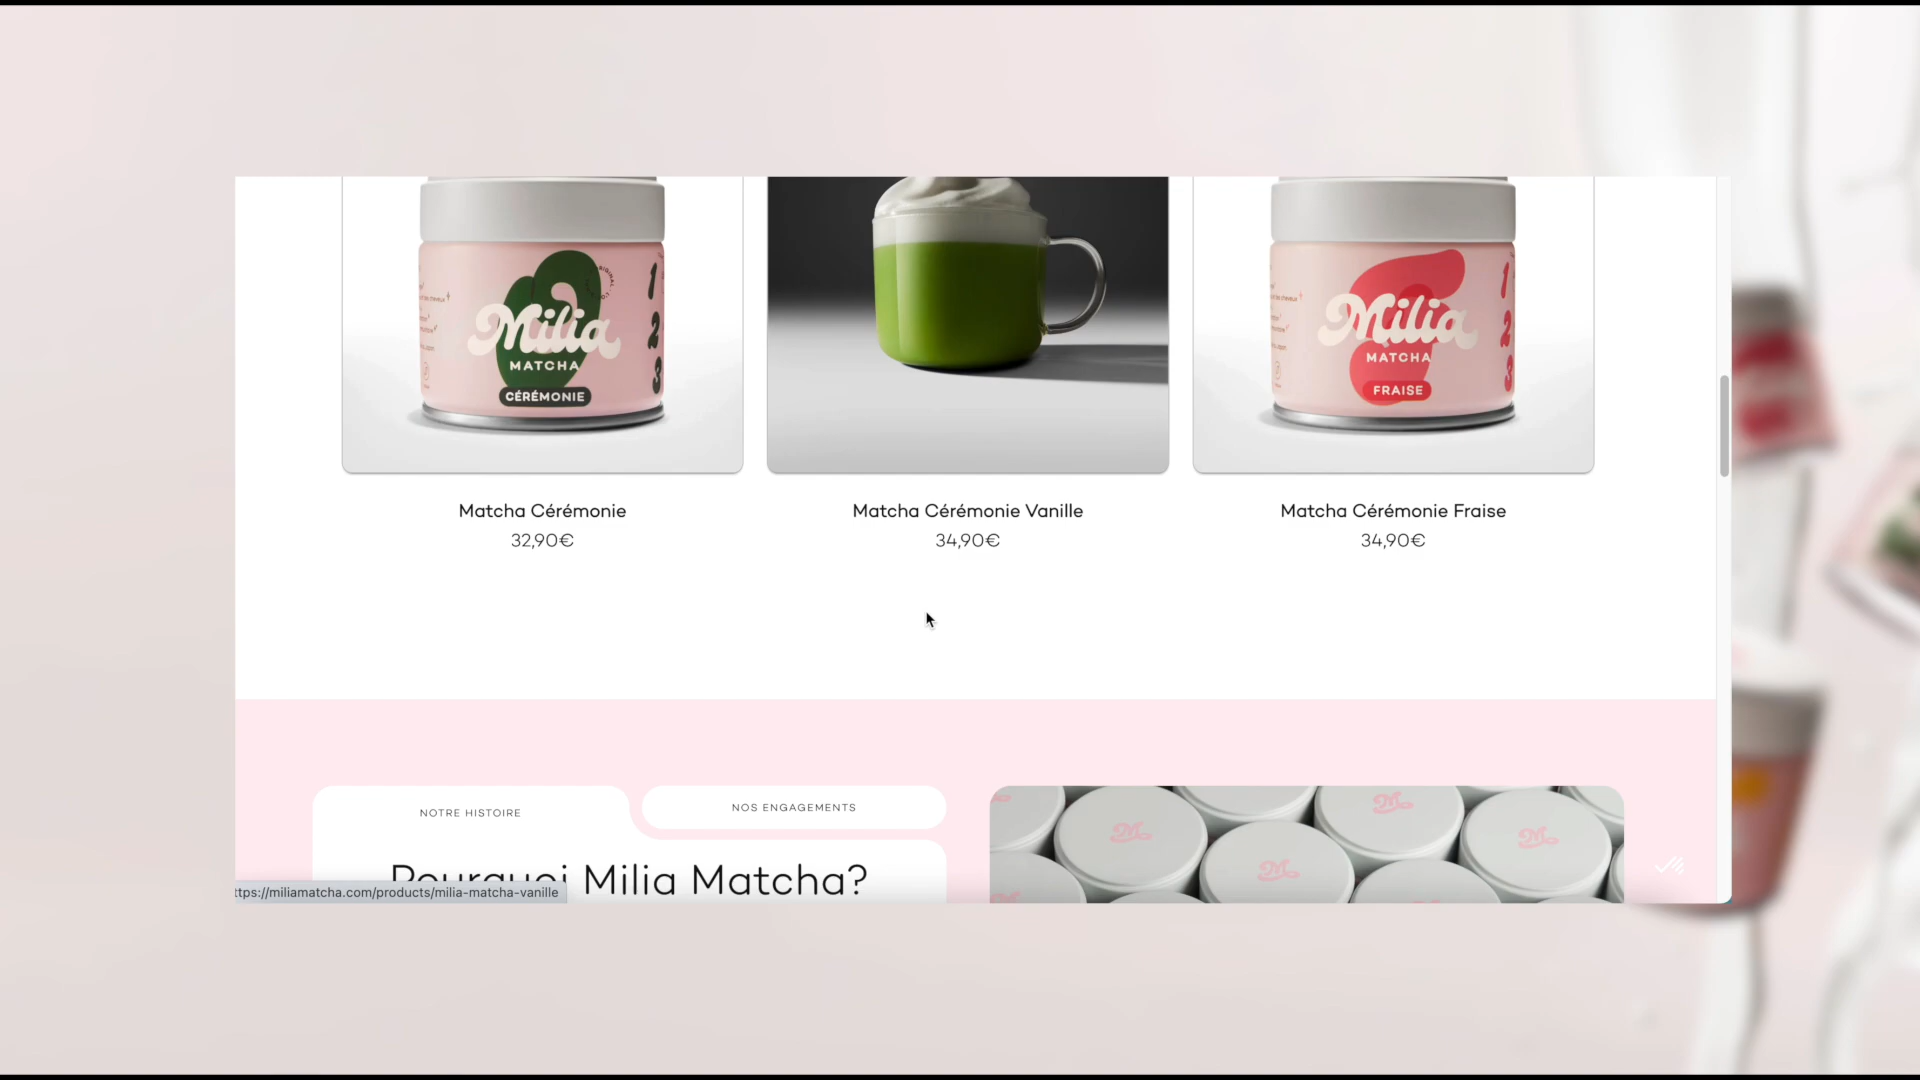 Milia
MATCHA
CÉRÉMONIE
1
2
3
Milia
MATCHA
FRAISE
1
2
3
Matcha Cérémonie
32,90€
Matcha Cérémonie Vanille
34,90€
Matcha Cérémonie Fraise
34,90€
NOTRE HISTOIRE
NOS ENGAGEMENTS
Pourquoi Milia Matcha?
ttps://miliamatcha.com/products/milia-matcha-vanille